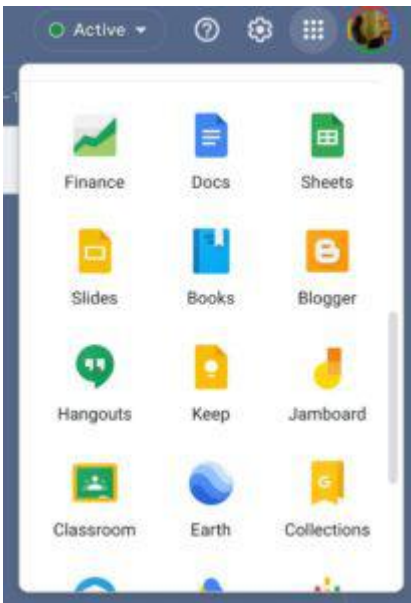 Active
Finance Docs Sheets
Slides Books Blogger
Hangouts Keep Jamboard
Classroom Earth Collections